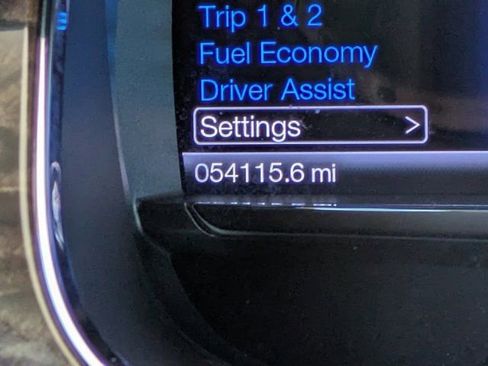 Trip 1 & 2
Fuel Economy
Driver Assist
Settings >
054115.6 mi